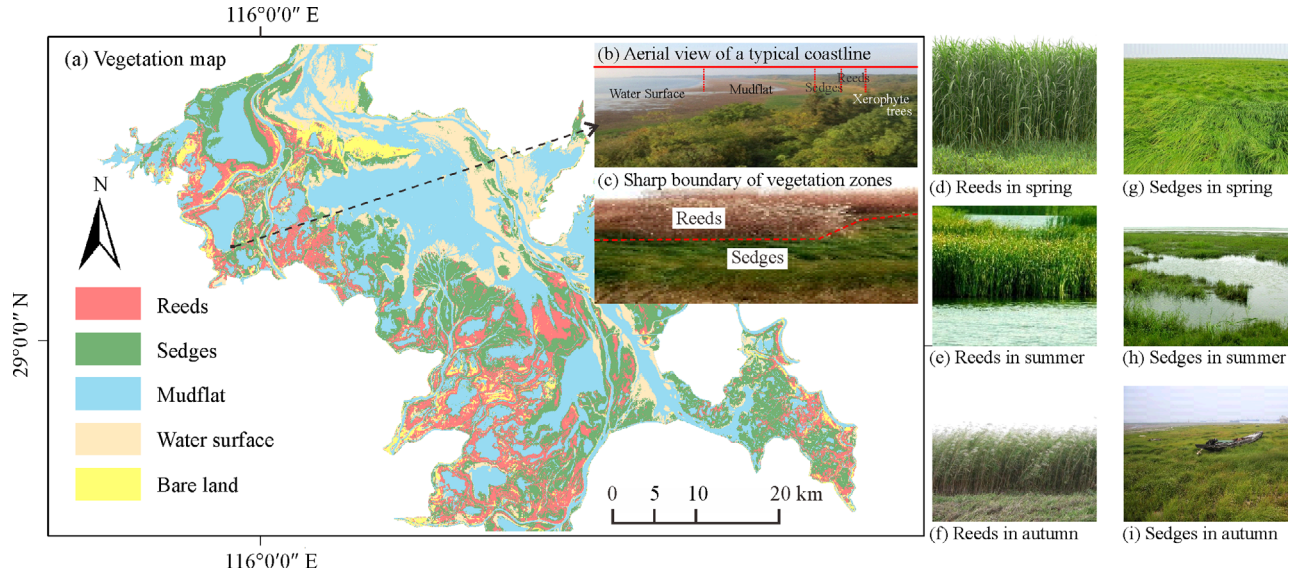 116°0′0″ E
(a) Vegetation map
(b) Aerial view of a typical coastline
Water Surface
Mudflat
Sedges
Reeds
Xerophyte
trees
(c) Sharp boundary of vegetation zones
Reeds
Sedges
N
29°0′0″ N
Reeds
Sedges
Mudflat
Water surface
Bare land
0 5 10 20 km
116°0′0″ E
(d) Reeds in spring
(g) Sedges in spring
(e) Reeds in summer
(h) Sedges in summer
(f) Reeds in autumn
(i) Sedges in autumn